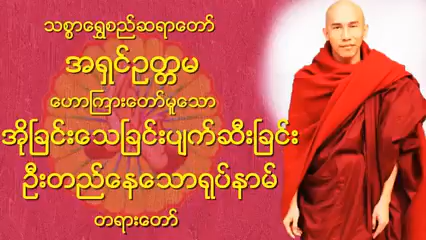 သစ္စာရွှေစည်ဆရာတော်
အရှင်ဥတ္တမ
ဟောကြားတော်မူသော
အိုခြင်းသေခြင်းပျက်ဆီးခြင်း
ဦးတည်နေသောရုပ်နာမ်
တရားတော်